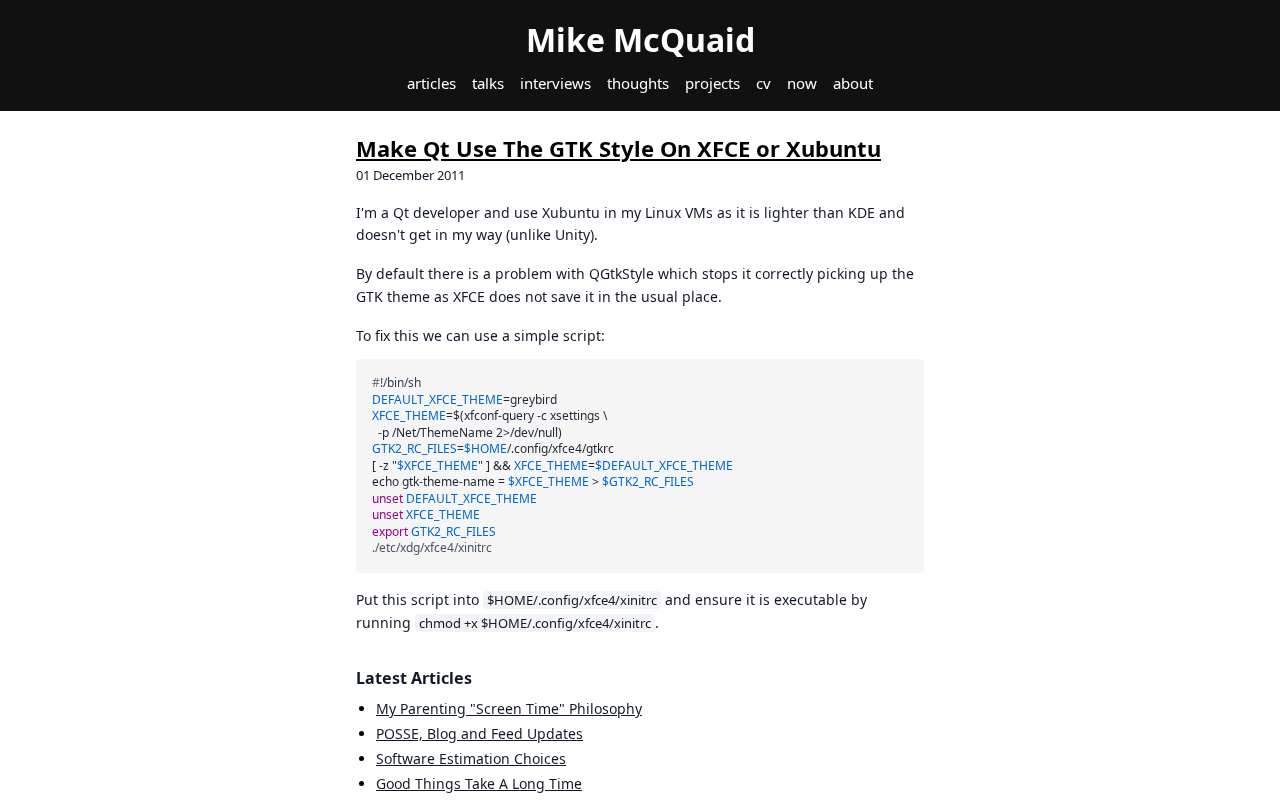 Mike McQuaid
articles talks interviews thoughts projects cv now about
Make Qt Use The GTK Style On XFCE or Xubuntu
01 December 2011
I'm a Qt developer and use Xubuntu in my Linux VMs as it is lighter than KDE and
doesn't get in my way (unlike Unity).
By default there is a problem with QGtkStyle which stops it correctly picking up the
GTK theme as XFCE does not save it in the usual place.
To fix this we can use a simple script:
#!/bin/sh
DEFAULT_XFCE_THEME=greybird
XFCE_THEME=$(xfconf-query -c xsettings \
-p /Net/ThemeName 2>/dev/null)
GTK2_RC_FILES=$HOME/.config/xfce4/gtkrc
[ -z "$XFCE_THEME" ] && XFCE_THEME=$DEFAULT_XFCE_THEME
echo gtk-theme-name = $XFCE_THEME > $GTK2_RC_FILES
unset DEFAULT_XFCE_THEME
unset XFCE_THEME
export GTK2_RC_FILES
./etc/xdg/xfce4/xinitrc
Put this script into $HOME/.config/xfce4/xinitrc and ensure it is executable by
running chmod +x $HOME/.config/xfce4/xinitrc.
Latest Articles
My Parenting "Screen Time" Philosophy
POSSE, Blog and Feed Updates
Software Estimation Choices
Good Things Take A Long Time